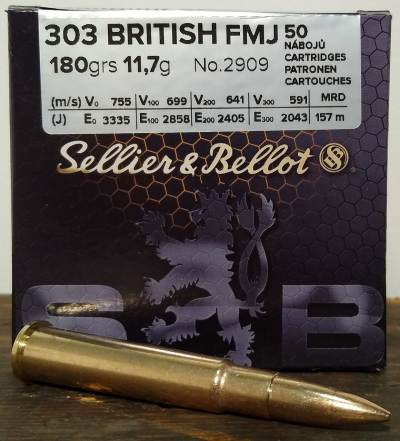 303 BRITISH FMJ 50
NÁBOJŮ
CARTRIDGES
180grs 11,7g No.2909 PATRONEN
CARTOUCHES
(m/s) V0 755 V100 699 V200 641 V300 591 MRD
(J) E0 3335 E100 2858 E200 2405 E300 2043 157 m
Sellier & Bellot
S B